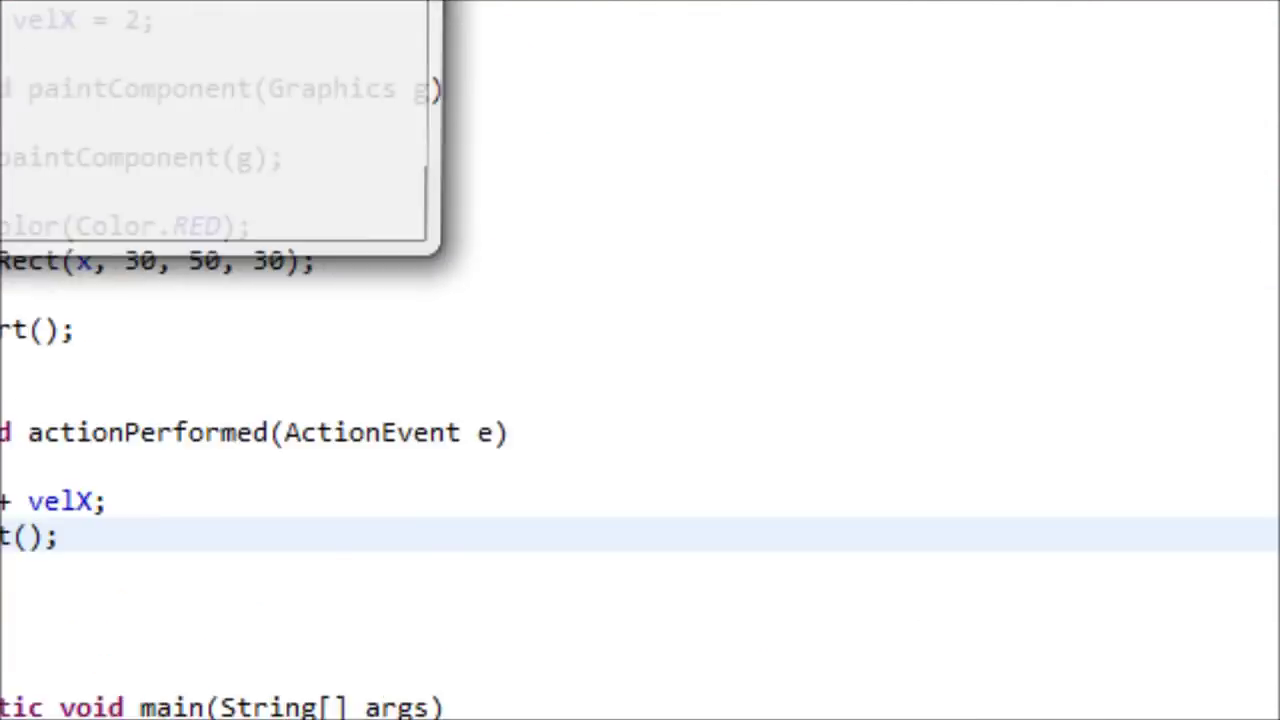 velX = 2;
d paintComponent(Graphics g)
paintComponent(g);
olor(Color.RED);
Rect(x, 30, 50, 30);
rt();
d actionPerformed(ActionEvent e)
+ velX;
t();
tic void main(String[] args)